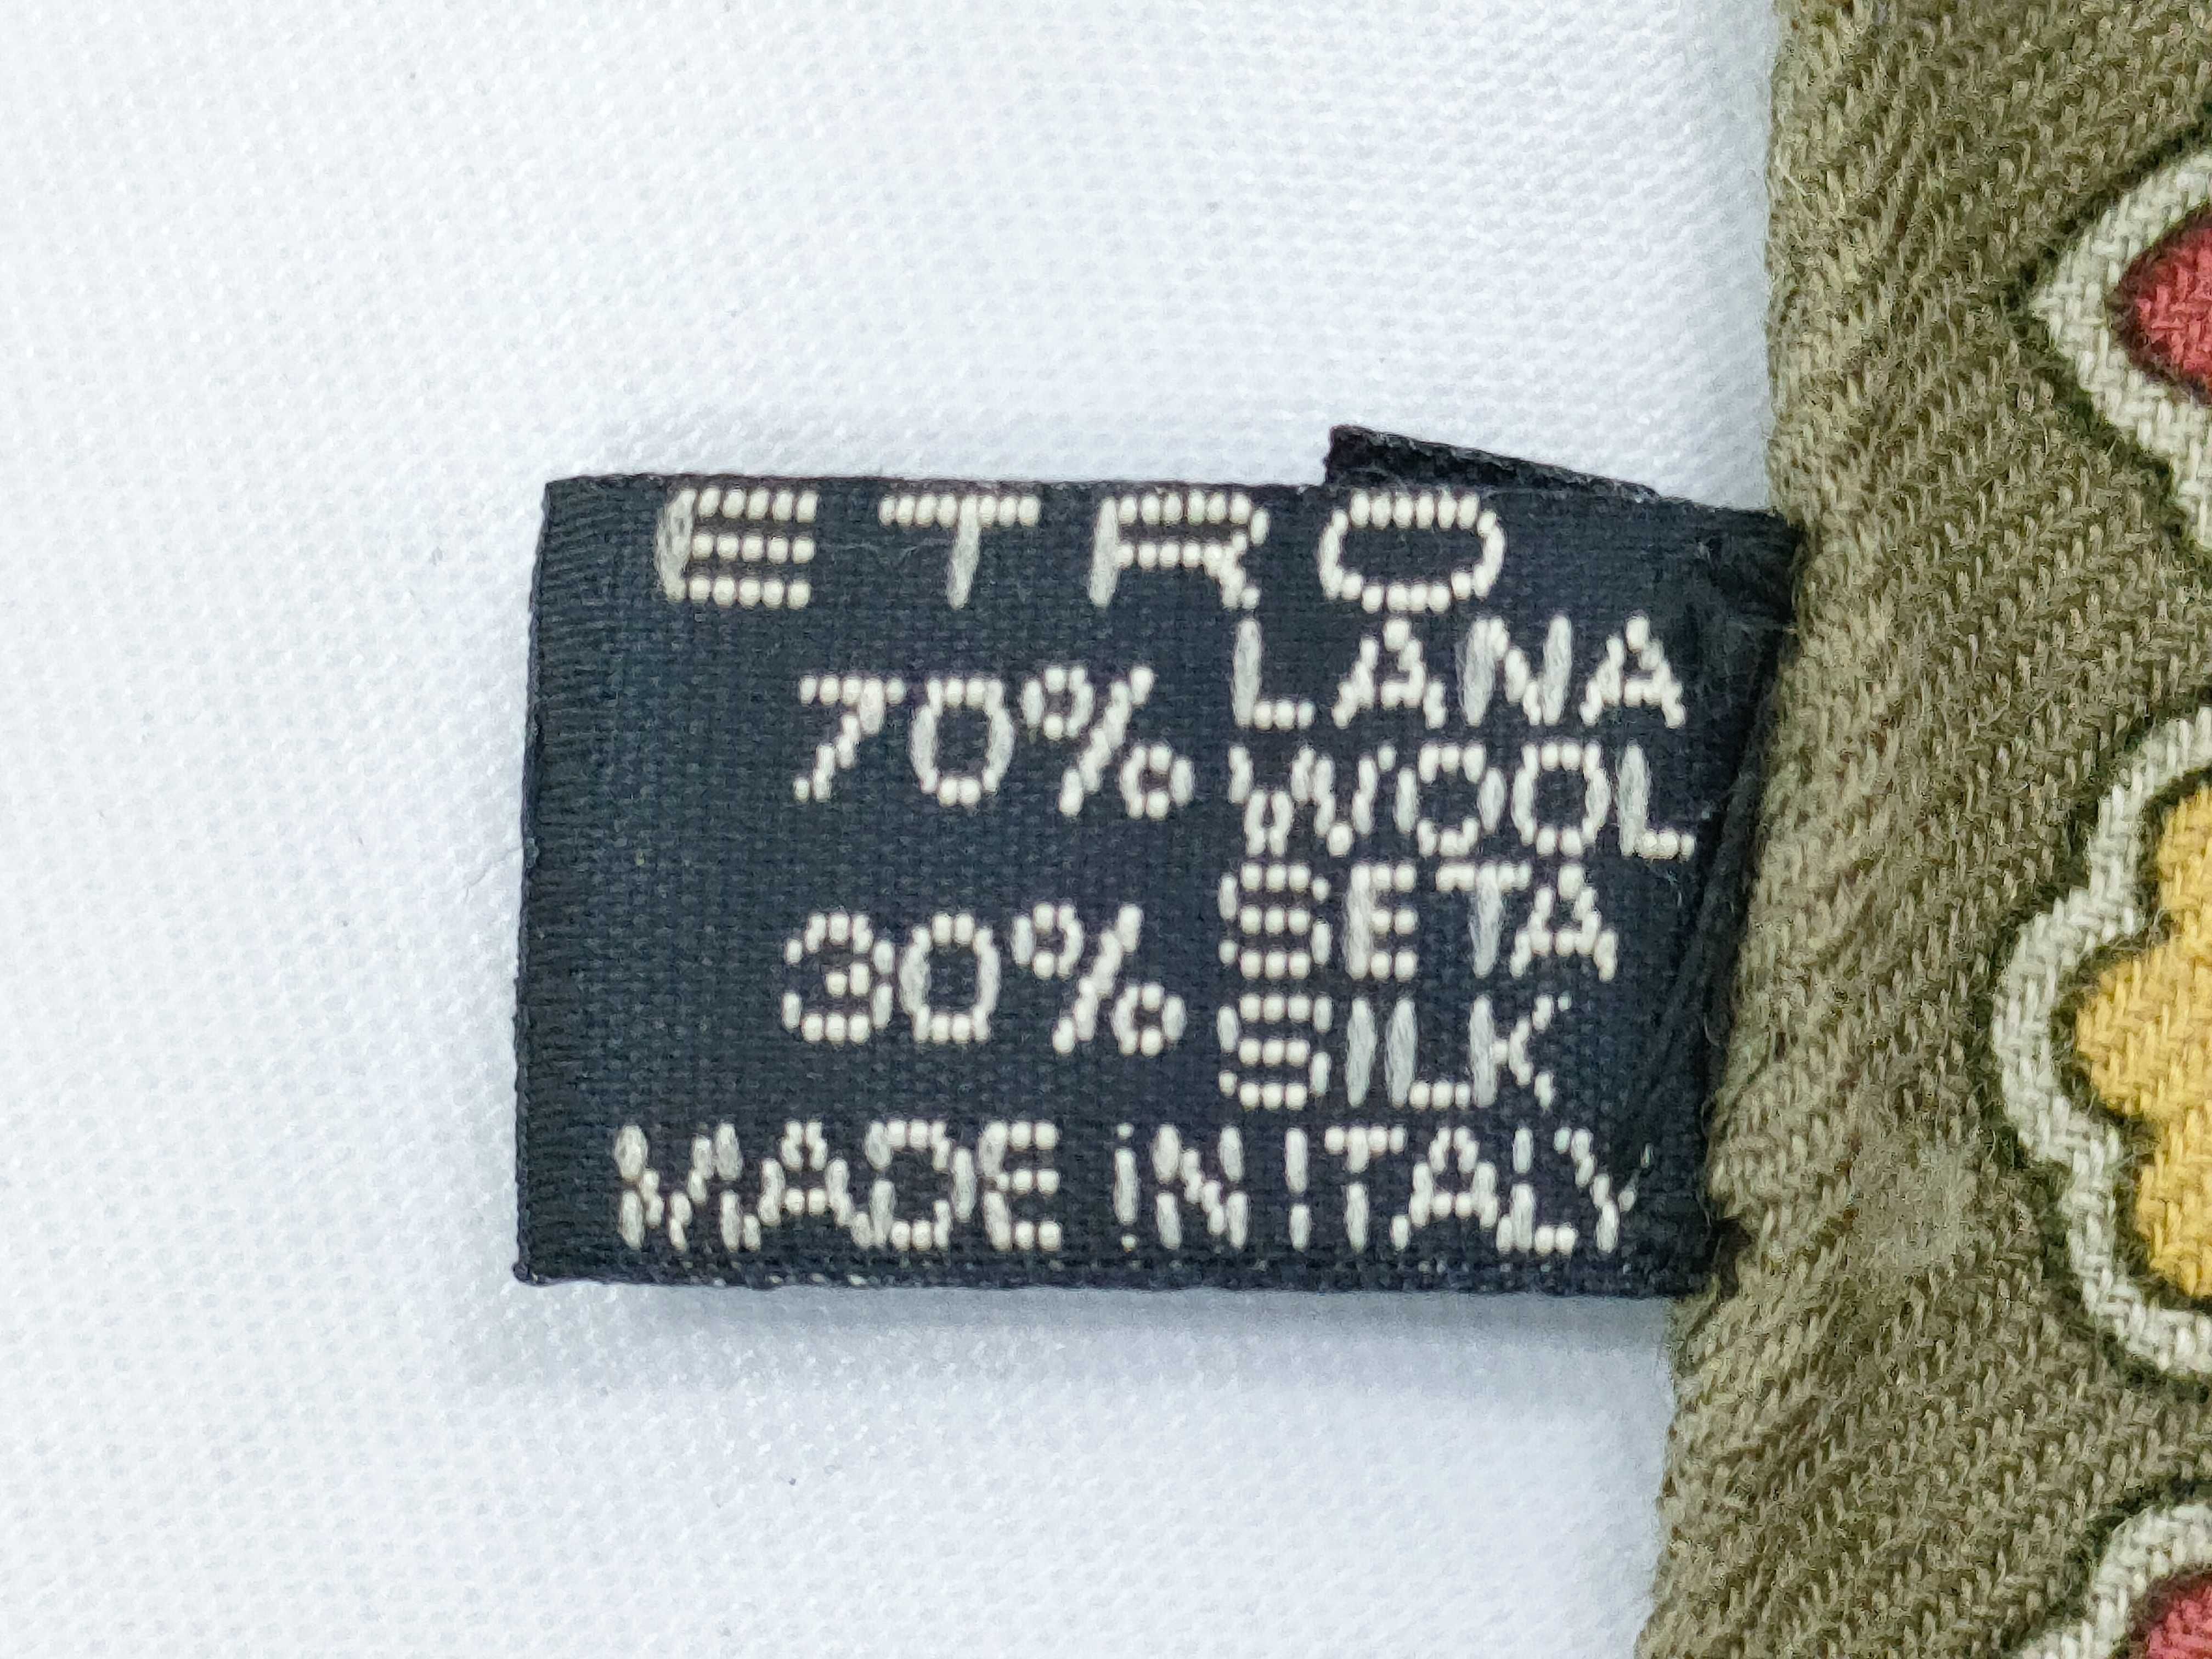 ETRO
LANA
70% WOOL
SETA
30% SILK
MADE IN ITALY